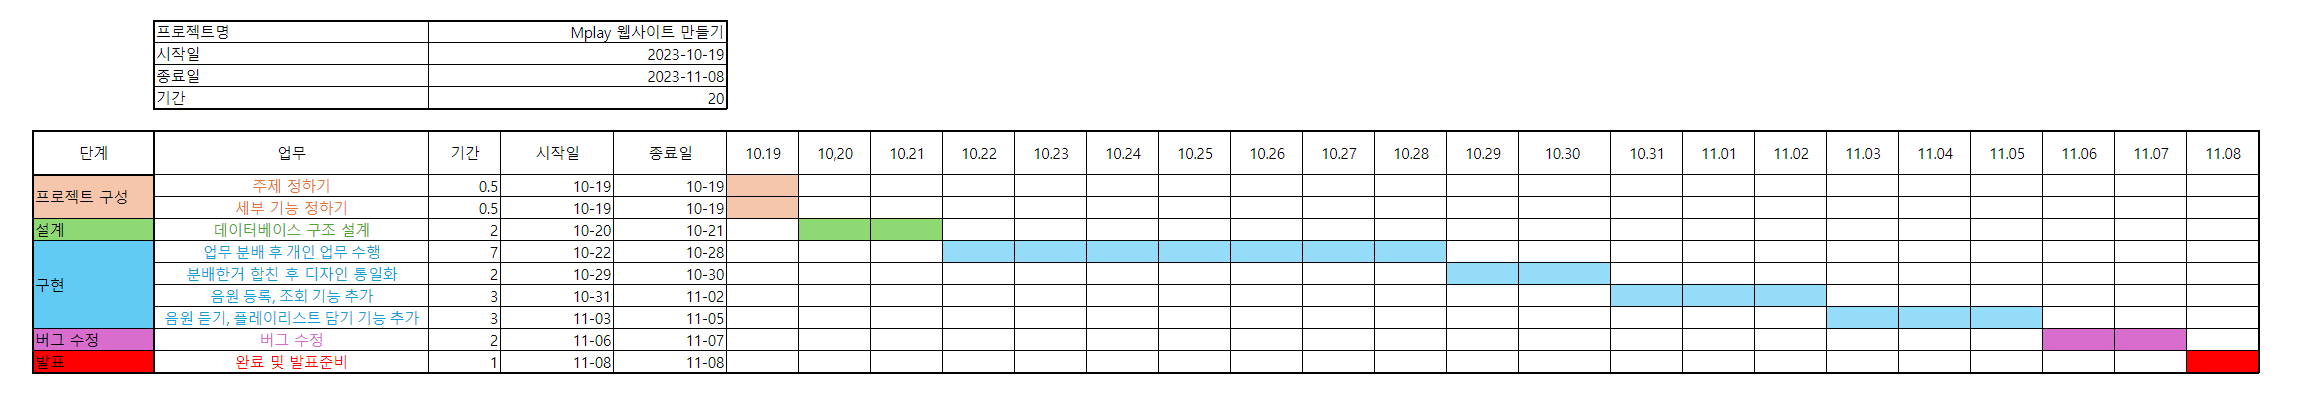 프로젝트명 Mplay 웹사이트 만들기
시작일 2023-10-19
종료일 2023-11-08
기간 20
단계 업무 기간 시작일 종료일 10.19 10,20 10.21 10.22 10.23 10.24 10.25 10.26 10.27 10.28 10.29 10.30 10.31 11.01 11.02 11.03 11.04 11.05 11.06 11.07 11.08
프로젝트 구성 주제 정하기 0.5 10-19 10-19
세부 기능 정하기 0.5 10-19 10-19
설계 데이터베이스 구조 설계 2 10-20 10-21
구현 업무 분배 후 개인 업무 수행 7 10-22 10-28
분배한거 합친 후 디자인 통일화 2 10-29 10-30
음원 등록, 조회 기능 추가 3 10-31 11-02
음원 듣기, 플레이리스트 담기 기능 추가 3 11-03 11-05
버그 수정 버그 수정 2 11-06 11-07
발표 완료 및 발표준비 1 11-08 11-08